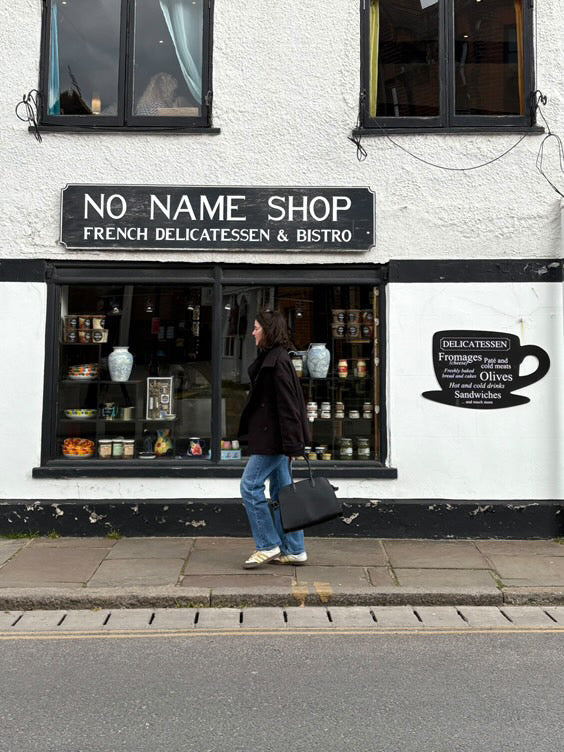 NO NAME SHOP
FRENCH DELICATESSEN & BISTRO
DELICATESSEN
Fromages
(cheese)
Paté and
cold meats
Freshly baked
bread and cakes
Olives
Hot and cold drinks
Sandwiches
... and much more